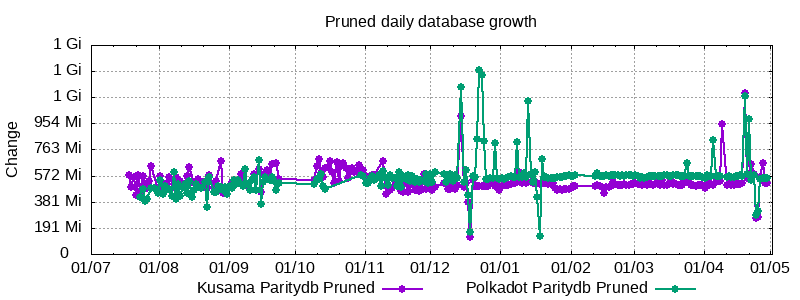 Pruned daily database growth
Change
1 Gi
1 Gi
1 Gi
954 Mi
763 Mi
572 Mi
381 Mi
191 Mi
0
01/07 01/08 01/09 01/10 01/11 01/12 01/01 01/02 01/03 01/04 01/05
Kusama Paritydb Pruned Polkadot Paritydb Pruned